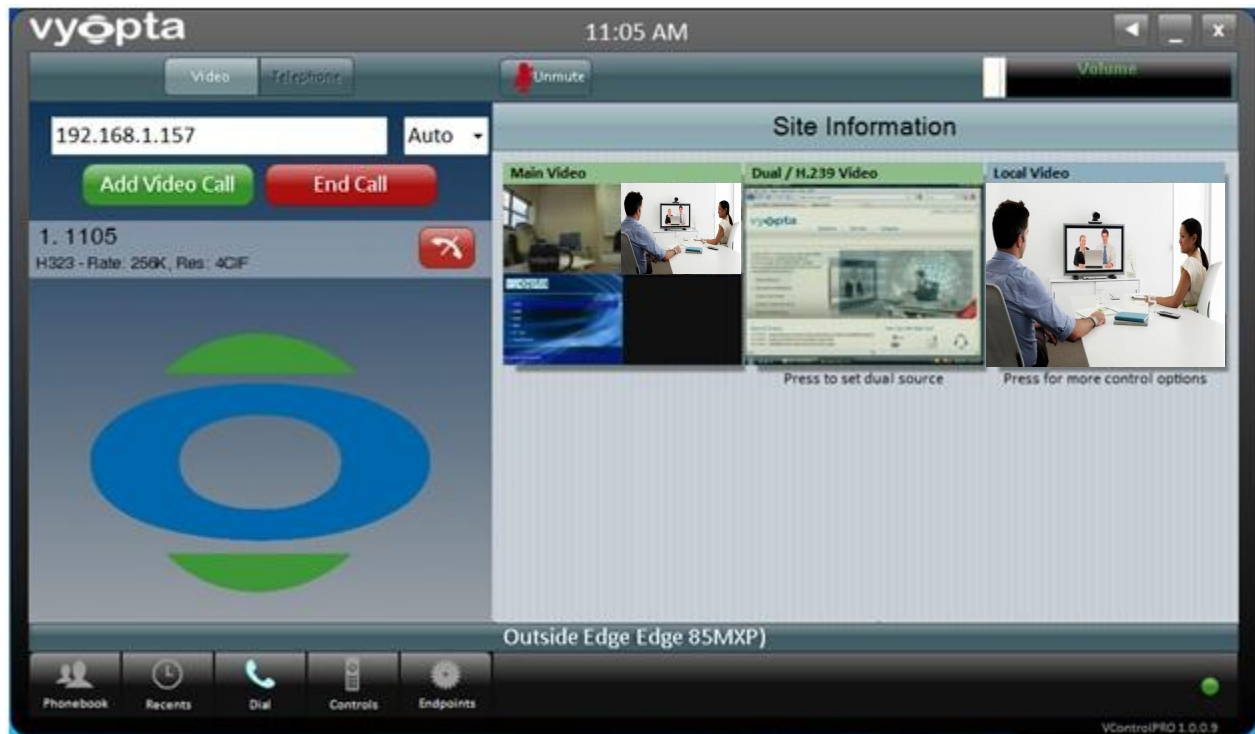 vyopta
11:05 AM
x
Video
Telephone
Unmute
Volume
192.168.1.157
Auto
Add Video Call
End Call
Site Information
Main Video
Dual / H.239 Video
Local Video
1. 1105
H323 - Rate: 256K, Res: 4CIF
vyopta
Press to set dual source
Press for more control options
Outside Edge Edge 85MXP)
Phonebook
Recents
Dial
Controls
Endpoints
VControlPRO 1.0.0.9